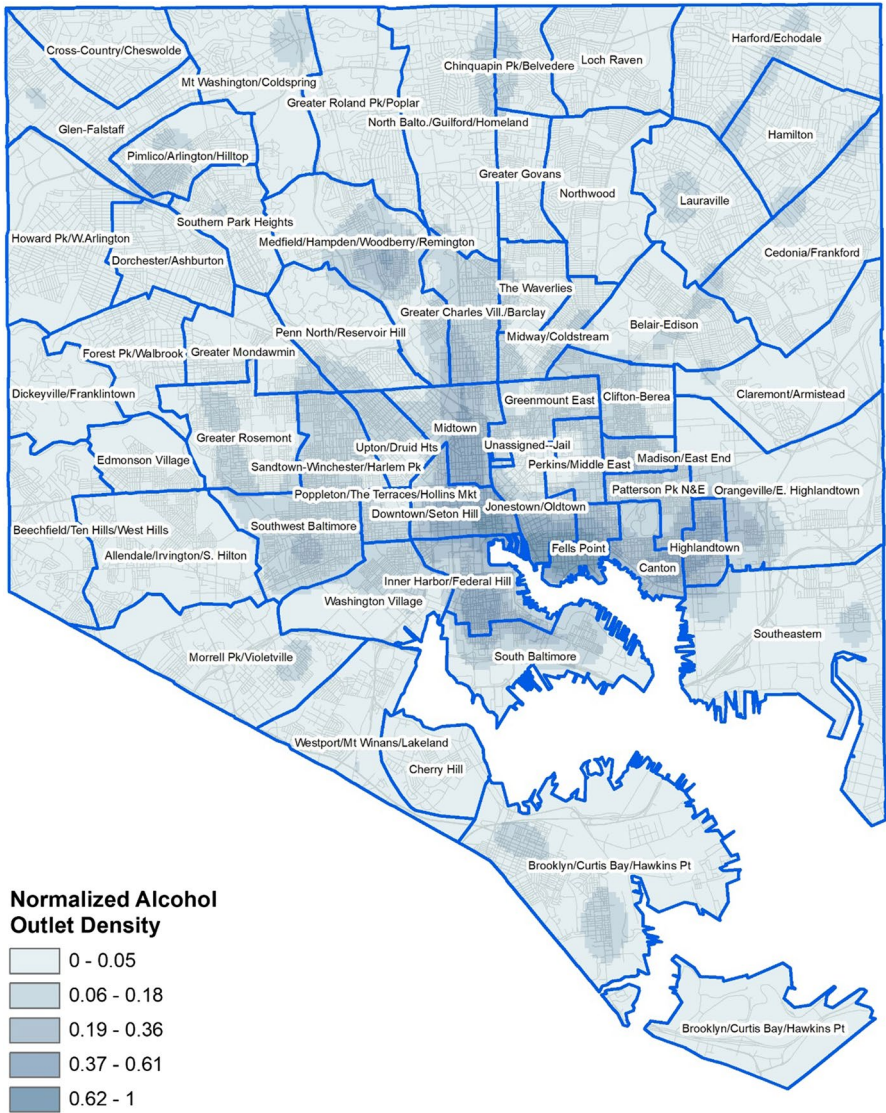 Cross-Country/Cheswolde
Harford/Echodale
Mt Washington/Coldspring
Chinquapin Pk/Belvedere
Loch Raven
Greater Roland Pk/Poplar
North Balto./Guilford/Homeland
Glen-Falstaff
Hamilton
Pimlico/Arlington/Hilltop
Greater Govans
Northwood
Lauraville
Southern Park Heights
Howard Pk/W.Arlington
Medfield/Hampden/Woodberry/Remington
Cedonia/Frankford
Dorchester/Ashburton
The Waverlies
Greater Charles Vill./Barclay
Belair-Edison
Penn North/Reservoir Hill
Midway/Coldstream
Forest Pk/Walbrook
Greater Mondawmin
Dickeyville/Franklintown
Greenmount East
Clifton-Berea
Claremont/Armistead
Midtown
Greater Rosemont
Upton/Druid Hts
Unassigned--Jail
Edmonson Village
Sandtown-Winchester/Harlem Pk
Perkins/Middle East
Madison/East End
Poppleton/The Terraces/Hollins Mkt
Patterson Pk N&E
Orangeville/E. Highlandtown
Beechfield/Ten Hills/West Hills
Southwest Baltimore
Downtown/Seton Hill
Jonestown/Oldtown
Allendale/Irvington/S. Hilton
Fells Point
Highlandtown
Canton
Inner Harbor/Federal Hill
Washington Village
Southeastern
Morrell Pk/Violetville
South Baltimore
Westport/Mt Winans/Lakeland
Cherry Hill
Brooklyn/Curtis Bay/Hawkins Pt
Brooklyn/Curtis Bay/Hawkins Pt
Normalized Alcohol
Outlet Density
0 - 0.05
0.06 - 0.18
0.19 - 0.36
0.37 - 0.61
0.62 - 1